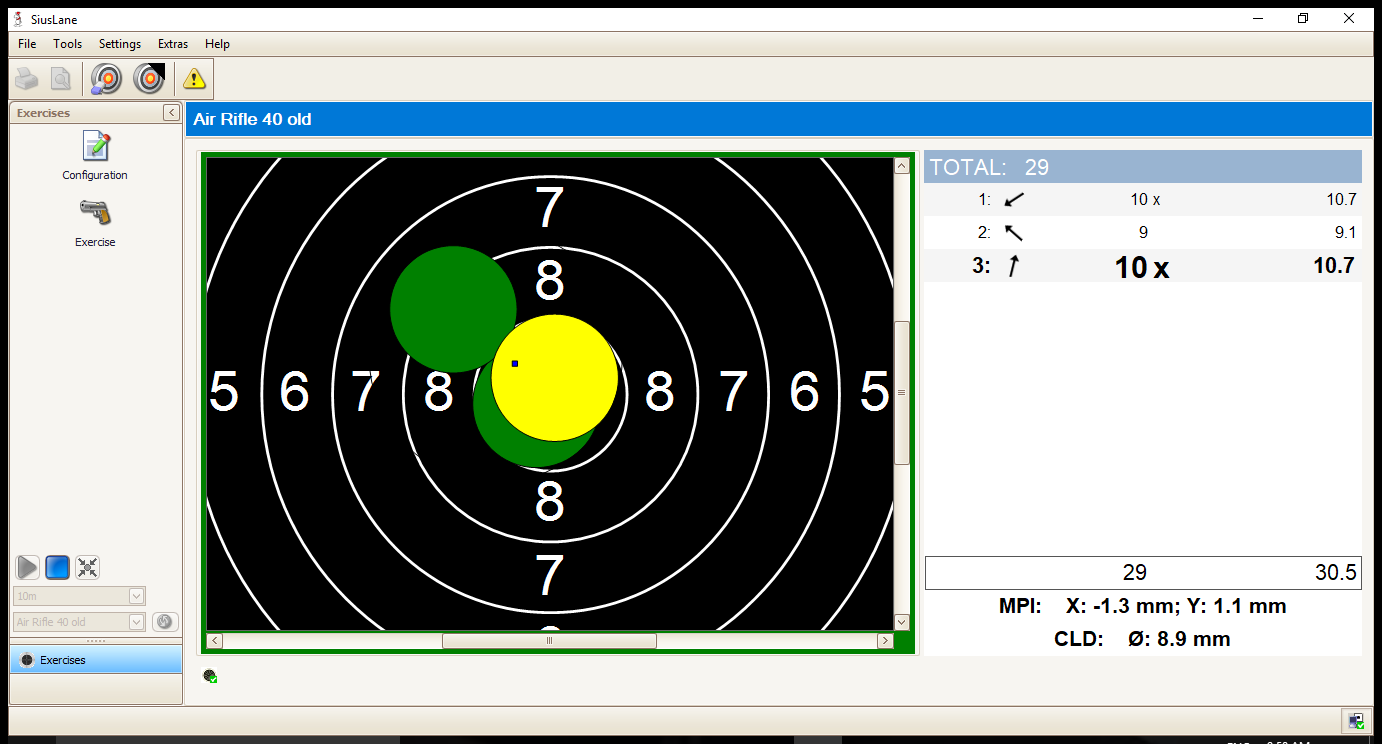 SiusLane
File Tools Settings Extras Help
Exercises
Configuration
Exercise
10m
Air Rifle 40 old
Exercises
Air Rifle 40 old
7
8
5 6 7 8 8 7 6 5
8
7
TOTAL: 29
1: 10 x 10.7
2: 9 9.1
3: 10 x 10.7
29 30.5
MPI: X: -1.3 mm; Y: 1.1 mm
CLD: Ø: 8.9 mm